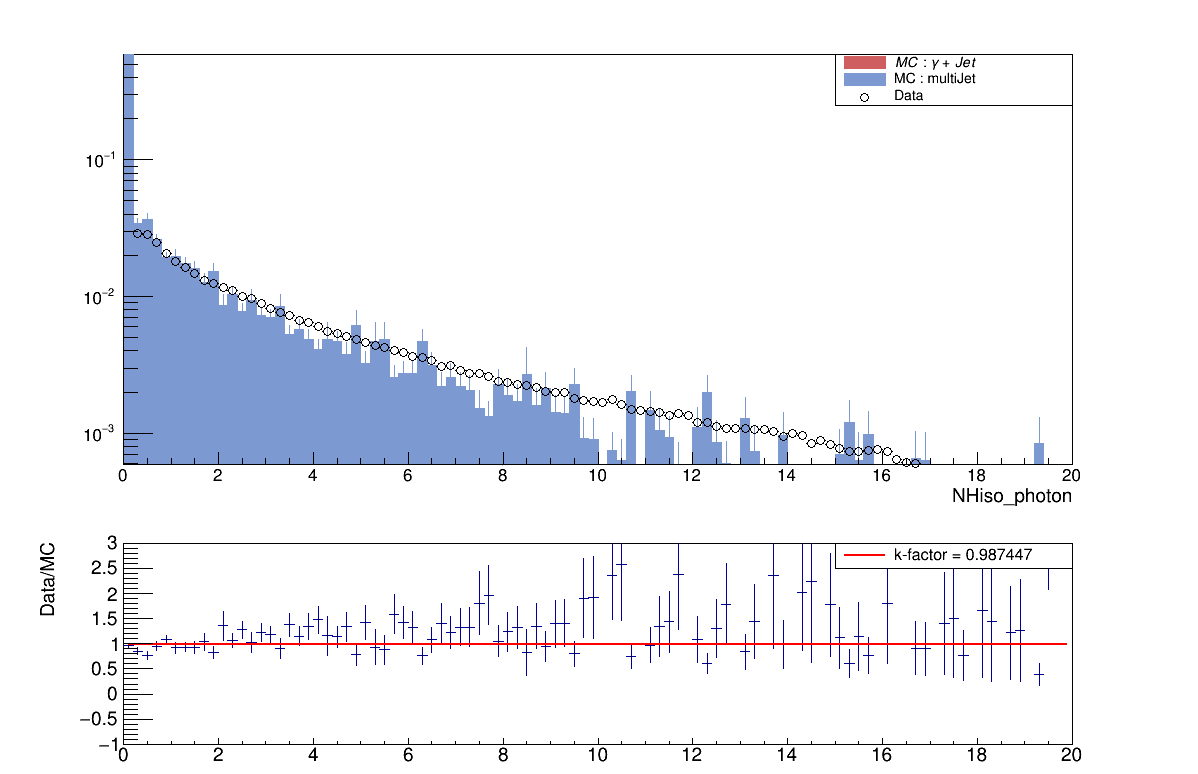 MC : γ + Jet
MC : multiJet
Data
10⁻¹
10⁻²
10⁻³
0 2 4 6 8 10 12 14 16 18 20
NHiso_photon
Data/MC
k-factor = 0.987447
3
2.5
2
1.5
1
0.5
0
−0.5
−1
0 2 4 6 8 10 12 14 16 18 20